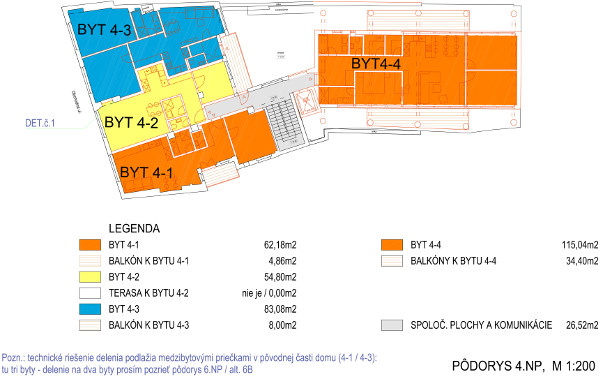 BYT 4-3
BYT4-4
BYT 4-2
DET.č.1
BYT 4-1
LEGENDA
BYT 4-1 62,18m2
BALKÓN K BYTU 4-1 4,86m2
BYT 4-2 54,80m2
TERASA K BYTU 4-2 nie je / 0,00m2
BYT 4-3 83,08m2
BALKÓN K BYTU 4-3 8,00m2
BYT 4-4 115,04m2
BALKÓNY K BYTU 4-4 34,40m2
SPOLOČ. PLOCHY A KOMUNIKÁCIE 26,52m2
Pozn.: technické riešenie delenia podlažia medzibytovými priečkami v pôvodnej časti domu (4-1 / 4-3):
tu tri byty - delenie na dva byty prosím pozrieť pôdorys 6.NP / alt. 6B
PÔDORYS 4.NP, M 1:200